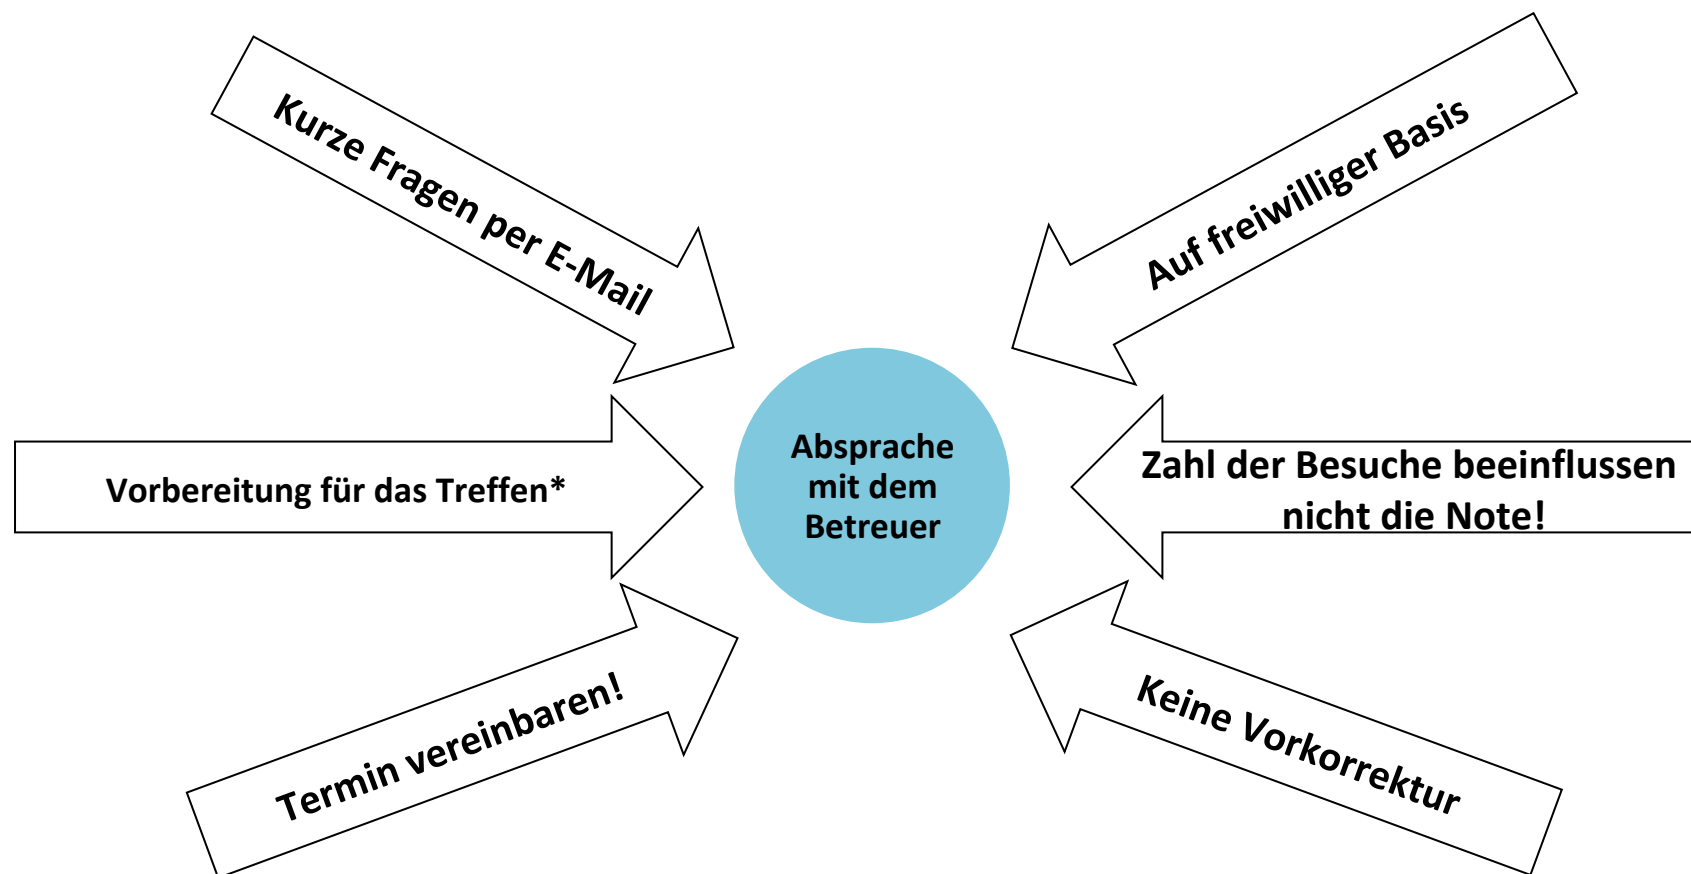 Kurze Fragen per E-Mail
Auf freiwilliger Basis
Vorbereitung für das Treffen*
Absprache
mit dem
Betreuer
Zahl der Besuche beeinflussen
nicht die Note!
Termin vereinbaren!
Keine Vorkorrektur